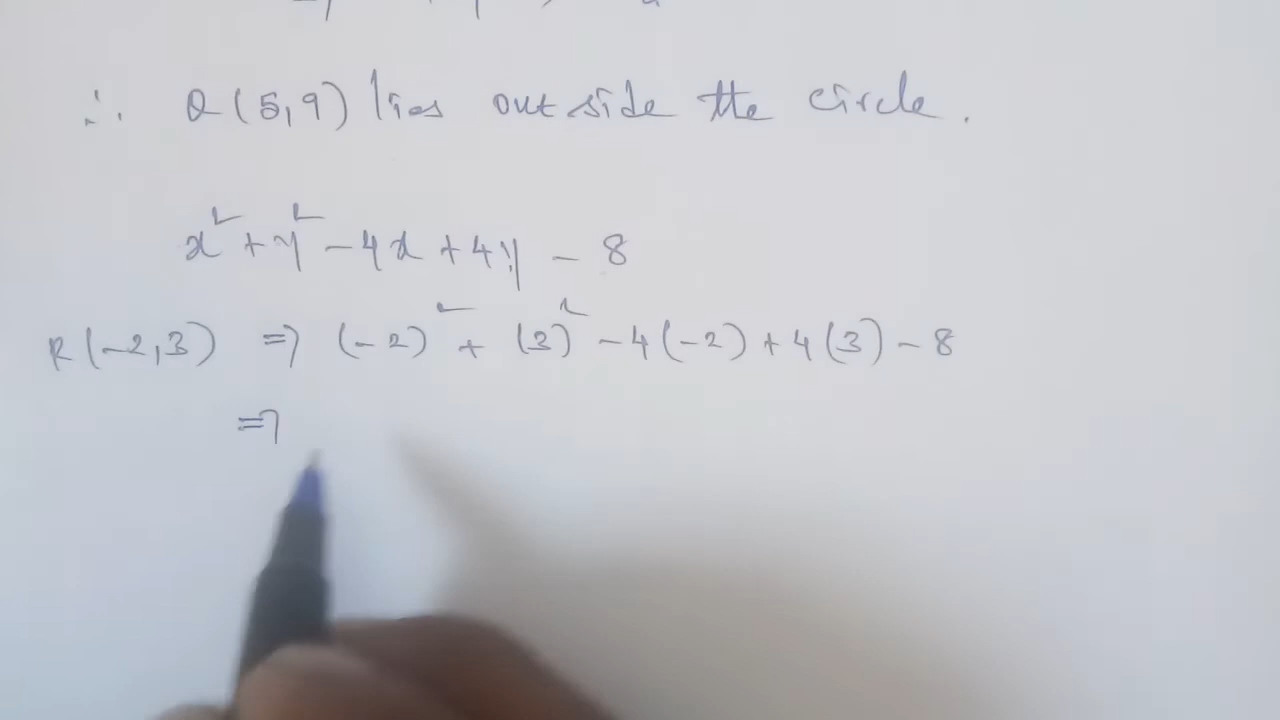 ∴ Q(5,9) lies outside the circle.
x² + y² - 4x + 4y - 8
R(-2,3) ⇒ (-2)² + (3)² - 4(-2) + 4(3) - 8
⇒